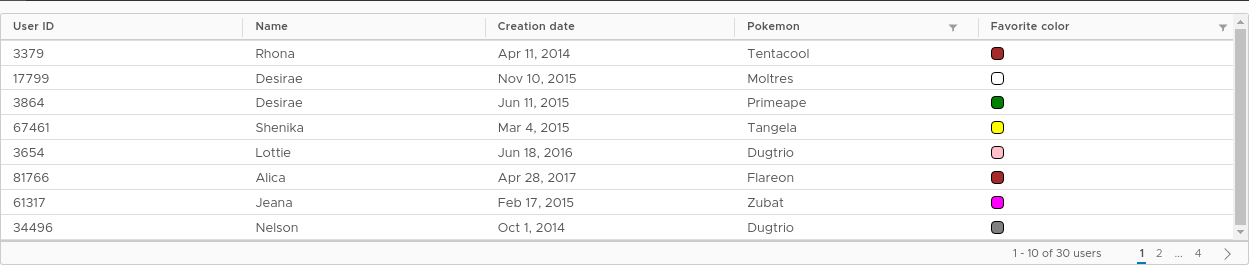 User ID Name Creation date Pokemon Favorite color
3379 Rhona Apr 11, 2014 Tentacool
17799 Desirae Nov 10, 2015 Moltres
3864 Desirae Jun 11, 2015 Primeape
67461 Shenika Mar 4, 2015 Tangela
3654 Lottie Jun 18, 2016 Dugtrio
81766 Alica Apr 28, 2017 Flareon
61317 Jeana Feb 17, 2015 Zubat
34496 Nelson Oct 1, 2014 Dugtrio
1 - 10 of 30 users 1 2 ... 4